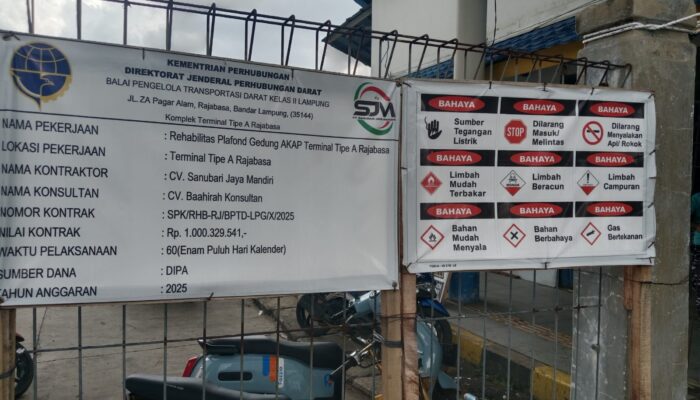 KEMENTRIAN PERHUBUNGAN
DIREKTORAT JENDERAL PERHUBUNGAN DARAT
BALAI PENGELOLA TRANSPORTASI DARAT KELAS II LAMPUNG
JL. ZA Pagar Alam, Rajabasa, Bandar Lampung, (35144)
Komplek Terminal Tipe A Rajabasa
SJM
NAMA PEKERJAAN : Rehabilitas Plafond Gedung AKAP Terminal Tipe A Rajabasa
LOKASI PEKERJAAN : Terminal Tipe A Rajabasa
NAMA KONTRAKTOR : CV. Sanubari Jaya Mandiri
NAMA KONSULTAN : CV. Baahirah Konsultan
NOMOR KONTRAK : SPK/RHB-RJ/BPTD-LPG/X/2025
NILAI KONTRAK : Rp. 1.000.329.541,-
WAKTU PELAKSANAAN : 60(Enam Puluh Hari Kalender)
SUMBER DANA : DIPA
TAHUN ANGGARAN : 2025
BAHAYA
Sumber
Tegangan
Listrik
BAHAYA
STOP
Dilarang
Masuk/
Melintas
BAHAYA
Dilarang
Menyalakan
Api/ Rokok
BAHAYA
Limbah
Mudah
Terbakar
BAHAYA
Limbah
Beracun
BAHAYA
Limbah
Campuran
BAHAYA
Bahan
Mudah
Menyala
BAHAYA
Bahan
Berbahaya
BAHAYA
Gas
Bertekanan